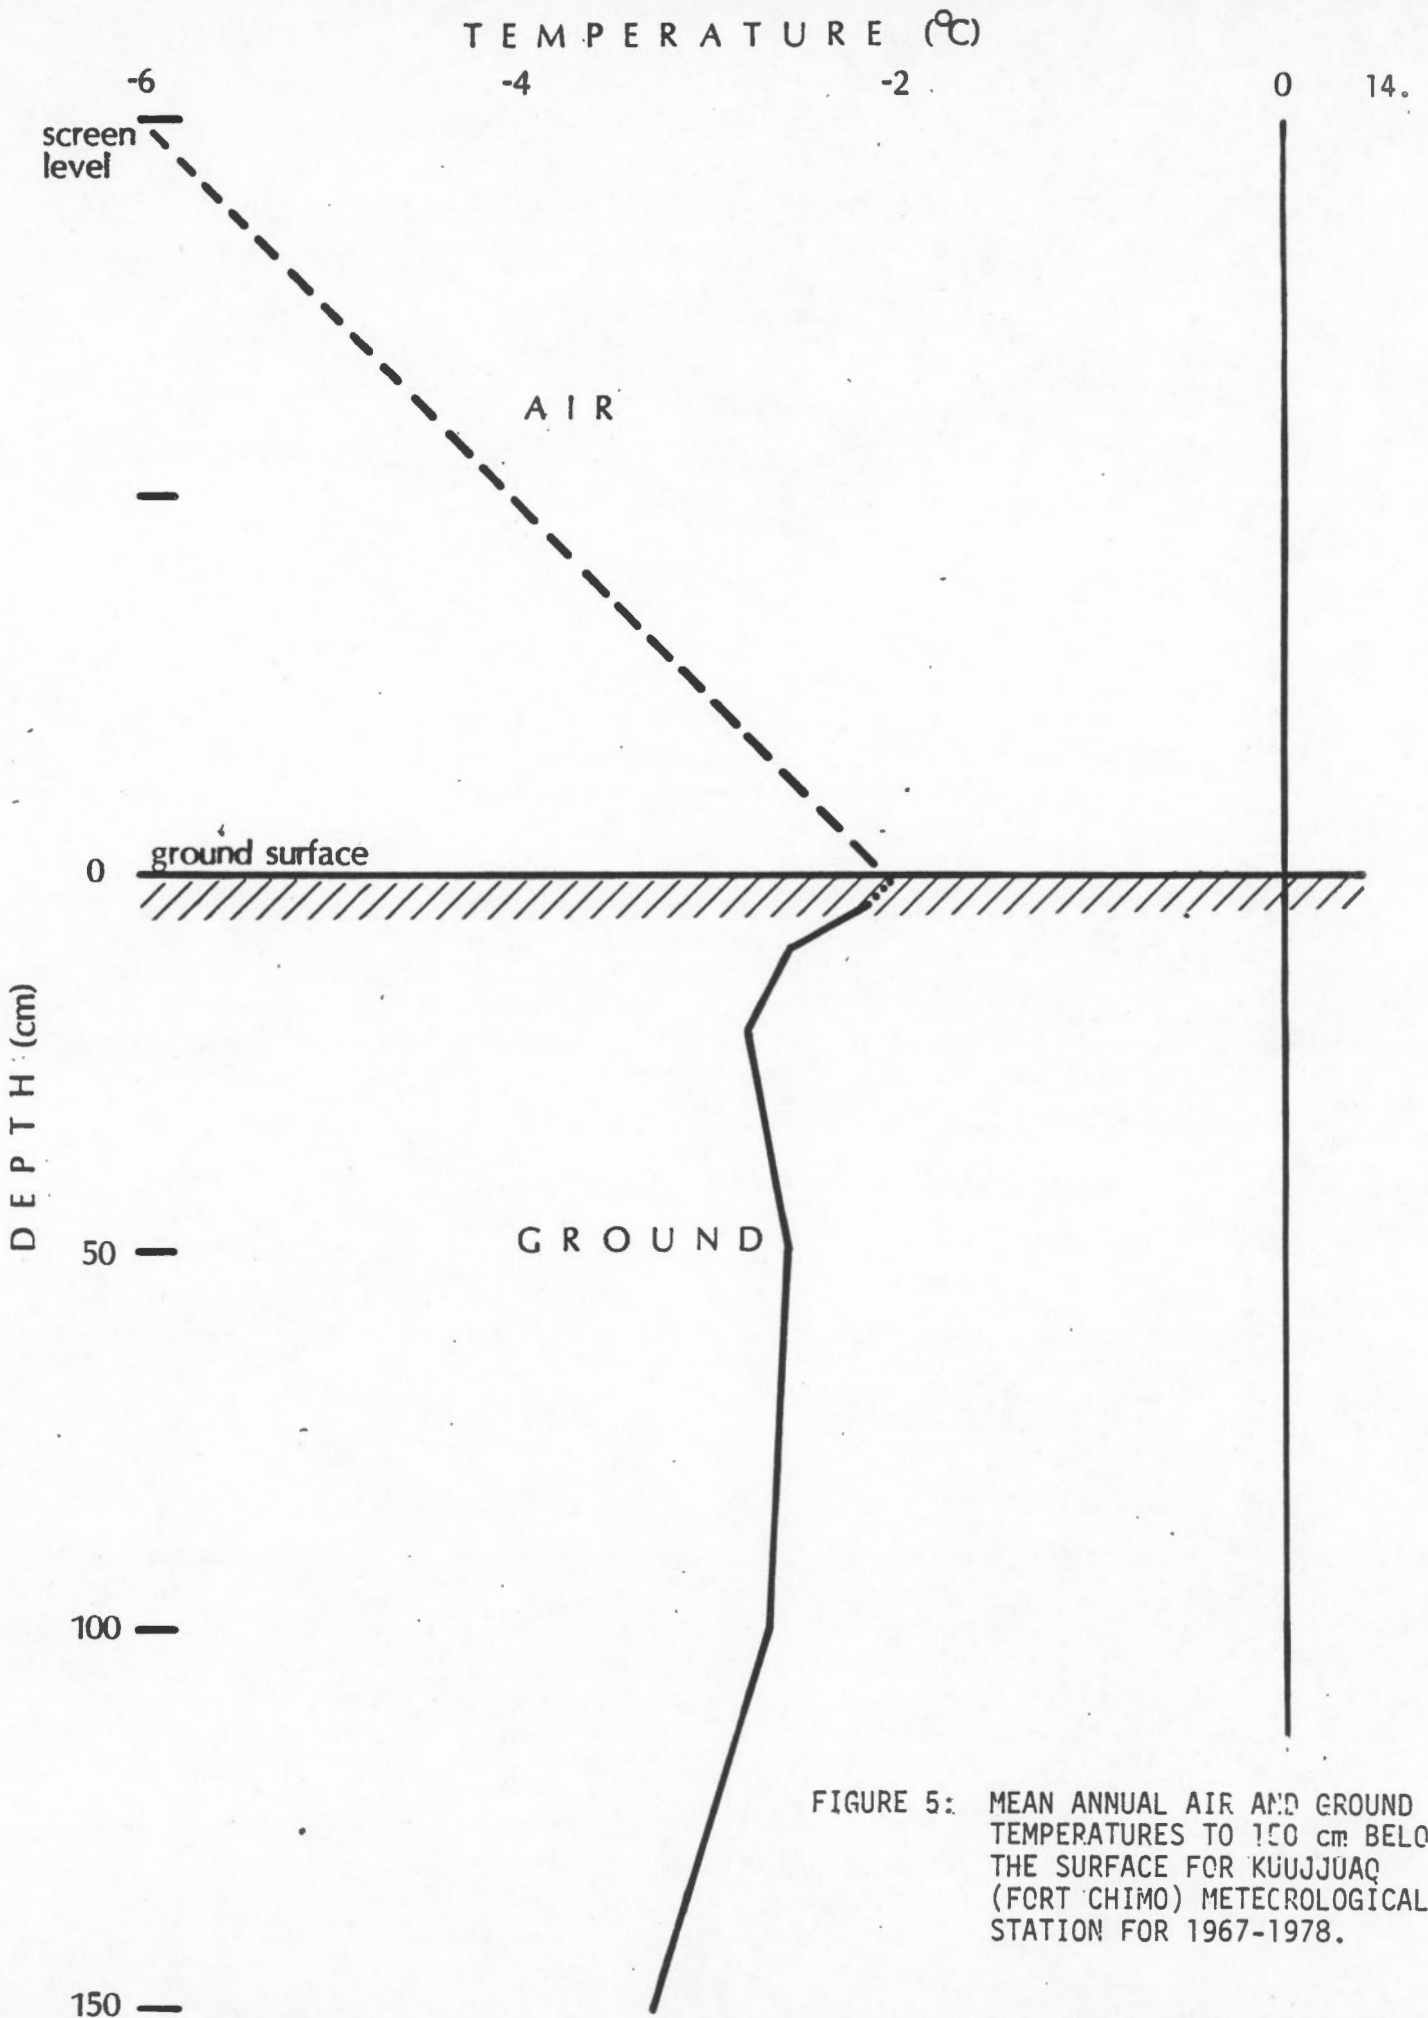 TEMPERATURE (°C)
-6 -4 -2 0 14.
screen
level
AIR
ground surface
0
DEPTH (cm)
GROUND
50
100
FIGURE 5: MEAN ANNUAL AIR AND GROUND
TEMPERATURES TO 150 cm BELO
THE SURFACE FOR KUUJJUAQ
(FORT CHIMO) METECROLOGICAL
STATION FOR 1967-1978.
150